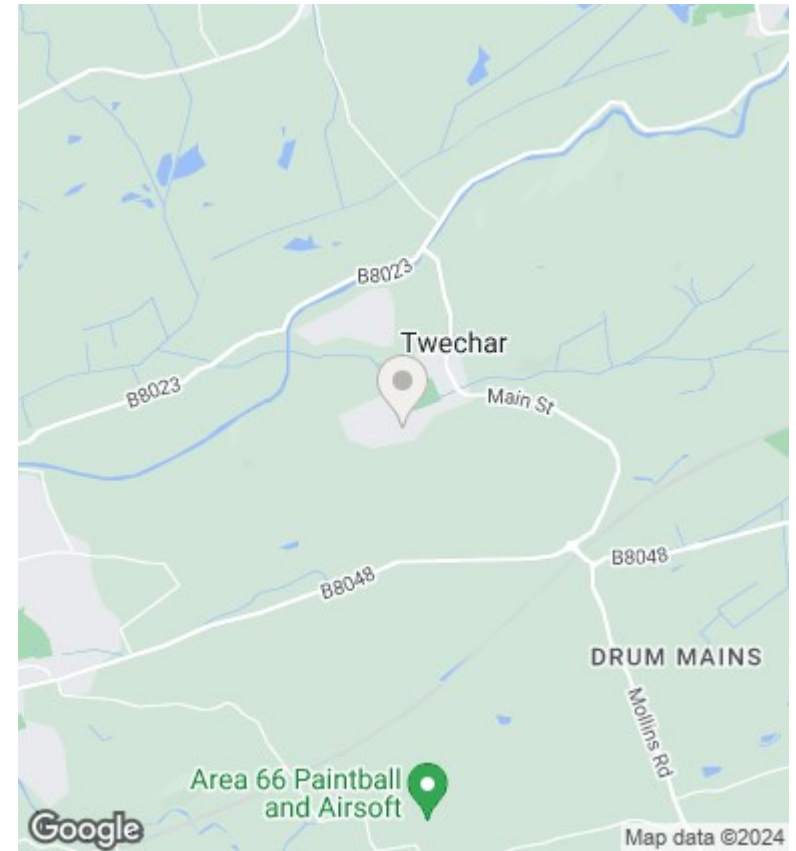 B8023
Twechar
B8023
Main St
B8048
B8048
DRUM MAINS
Mollins Rd
Area 66 Paintball
and Airsoft
Google
Map data ©2024